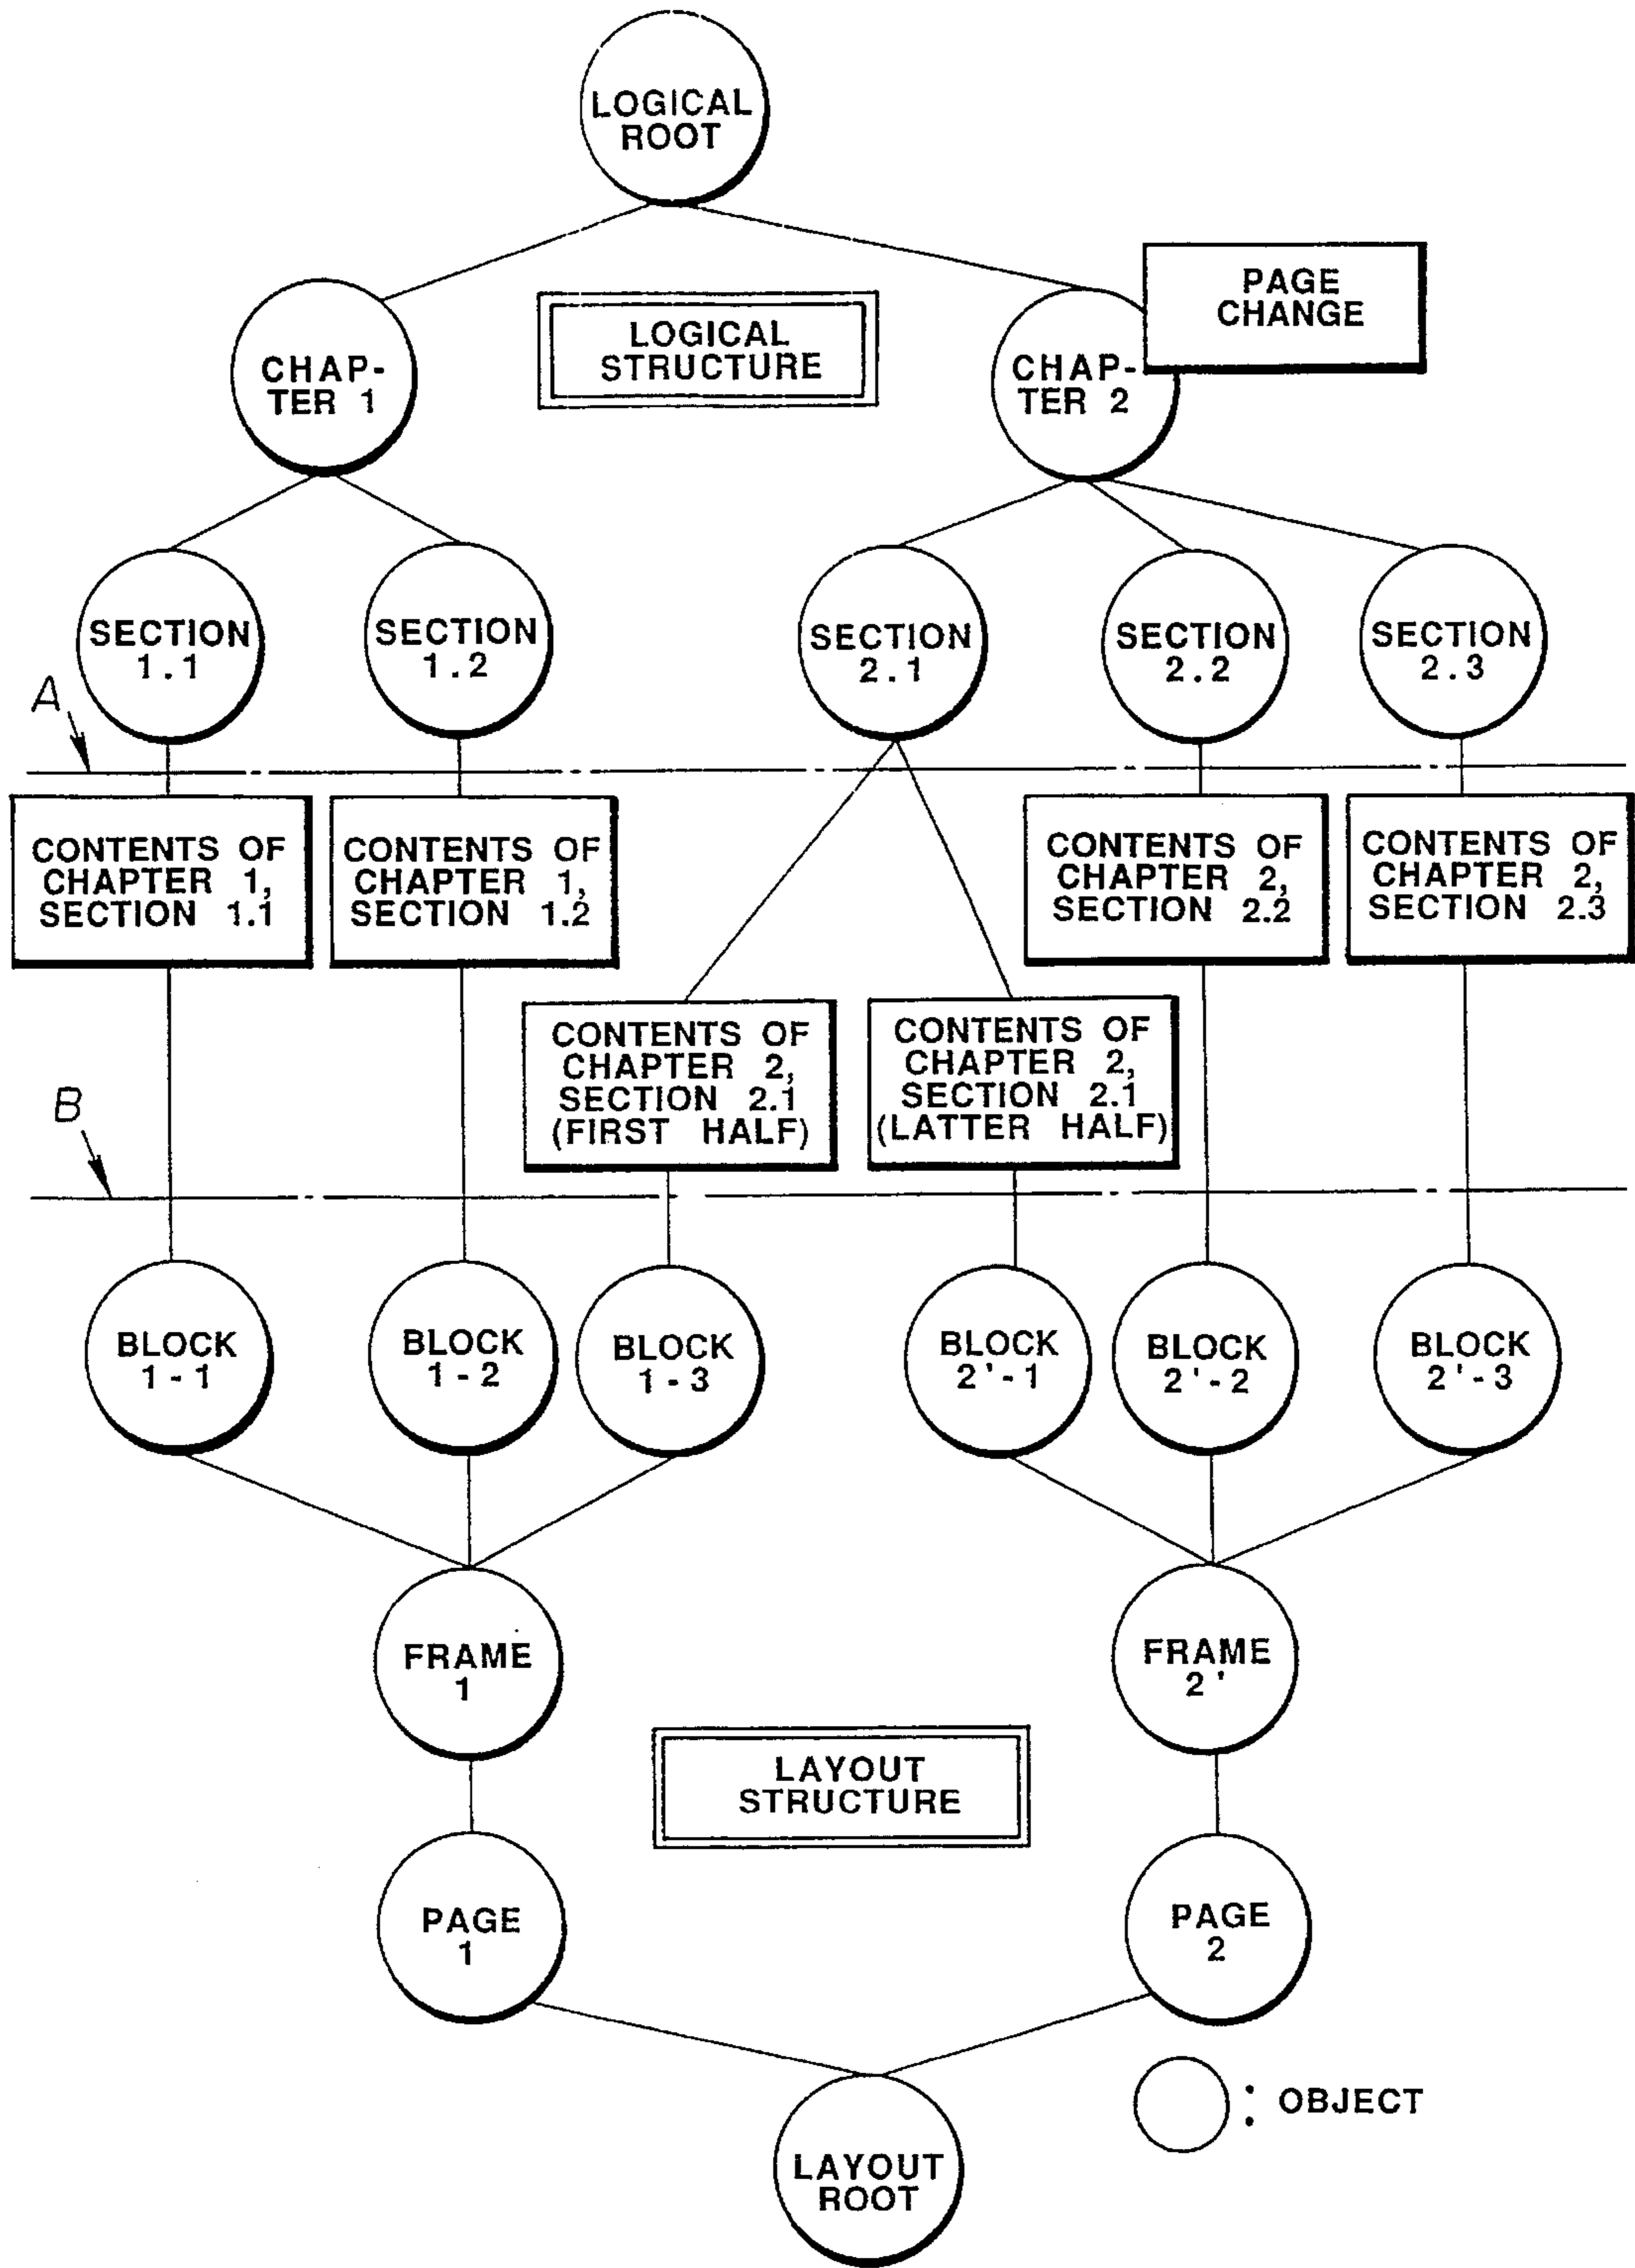 LOGICAL
ROOT
PAGE
CHANGE
LOGICAL
STRUCTURE
CHAP-
TER 1
CHAP-
TER 2
SECTION
1.1
SECTION
1.2
SECTION
2.1
SECTION
2.2
SECTION
2.3
A
CONTENTS OF
CHAPTER 1,
SECTION 1.1
CONTENTS OF
CHAPTER 1,
SECTION 1.2
CONTENTS OF
CHAPTER 2,
SECTION 2.2
CONTENTS OF
CHAPTER 2,
SECTION 2.3
CONTENTS OF
CHAPTER 2,
SECTION 2.1
(FIRST HALF)
CONTENTS OF
CHAPTER 2,
SECTION 2.1
(LATTER HALF)
B
BLOCK
1-1
BLOCK
1-2
BLOCK
1-3
BLOCK
2'-1
BLOCK
2'-2
BLOCK
2'-3
FRAME
1
FRAME
2'
LAYOUT
STRUCTURE
PAGE
1
PAGE
2
: OBJECT
LAYOUT
ROOT